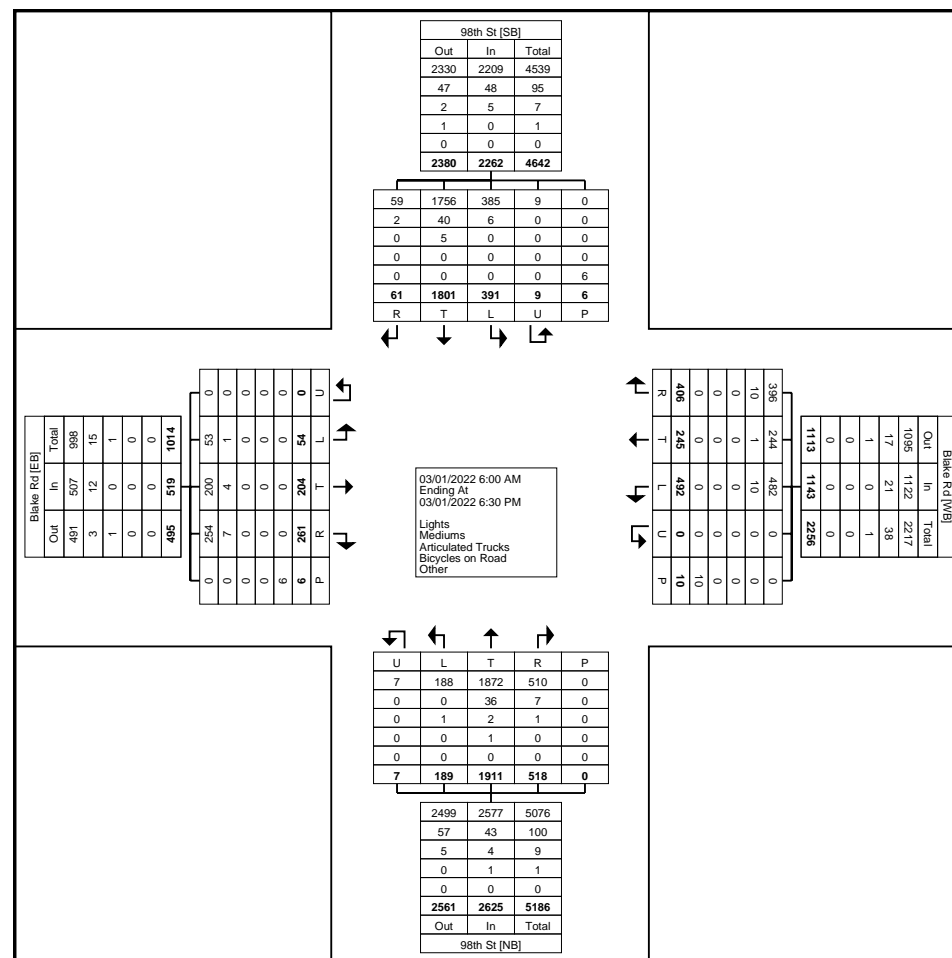 98th St [SB]
Out In Total
2330 2209 4539
47 48 95
2 5 7
1 0 1
0 0 0
2380 2262 4642
59 1756 385 9 0
2 40 6 0 0
0 5 0 0 0
0 0 0 0 0
0 0 0 0 6
61 1801 391 9 6
R T L U P
Blake Rd [EB]
Total 998 15 1 0 0 1014
In 507 12 0 0 0 519
Out 491 3 1 0 0 495
0 0 0 0 0 0 U
53 1 0 0 0 54 L
200 4 0 0 0 204 T
254 7 0 0 0 261 R
0 0 0 0 6 6 P
03/01/2022 6:00 AM
Ending At
03/01/2022 6:30 PM
Lights
Mediums
Articulated Trucks
Bicycles on Road
Other
R 406 0 0 0 10 396
T 245 0 0 0 1 244
L 492 0 0 0 10 482
U 0 0 0 0 0 0
P 10 10 0 0 0 0
1113 0 0 1 17 1095 Out
1143 0 0 0 21 1122 In
2256 0 0 1 38 2217 Total
Blake Rd [WB]
U L T R P
7 188 1872 510 0
0 0 36 7 0
0 1 2 1 0
0 0 1 0 0
0 0 0 0 0
7 189 1911 518 0
2499 2577 5076
57 43 100
5 4 9
0 1 1
0 0 0
2561 2625 5186
Out In Total
98th St [NB]